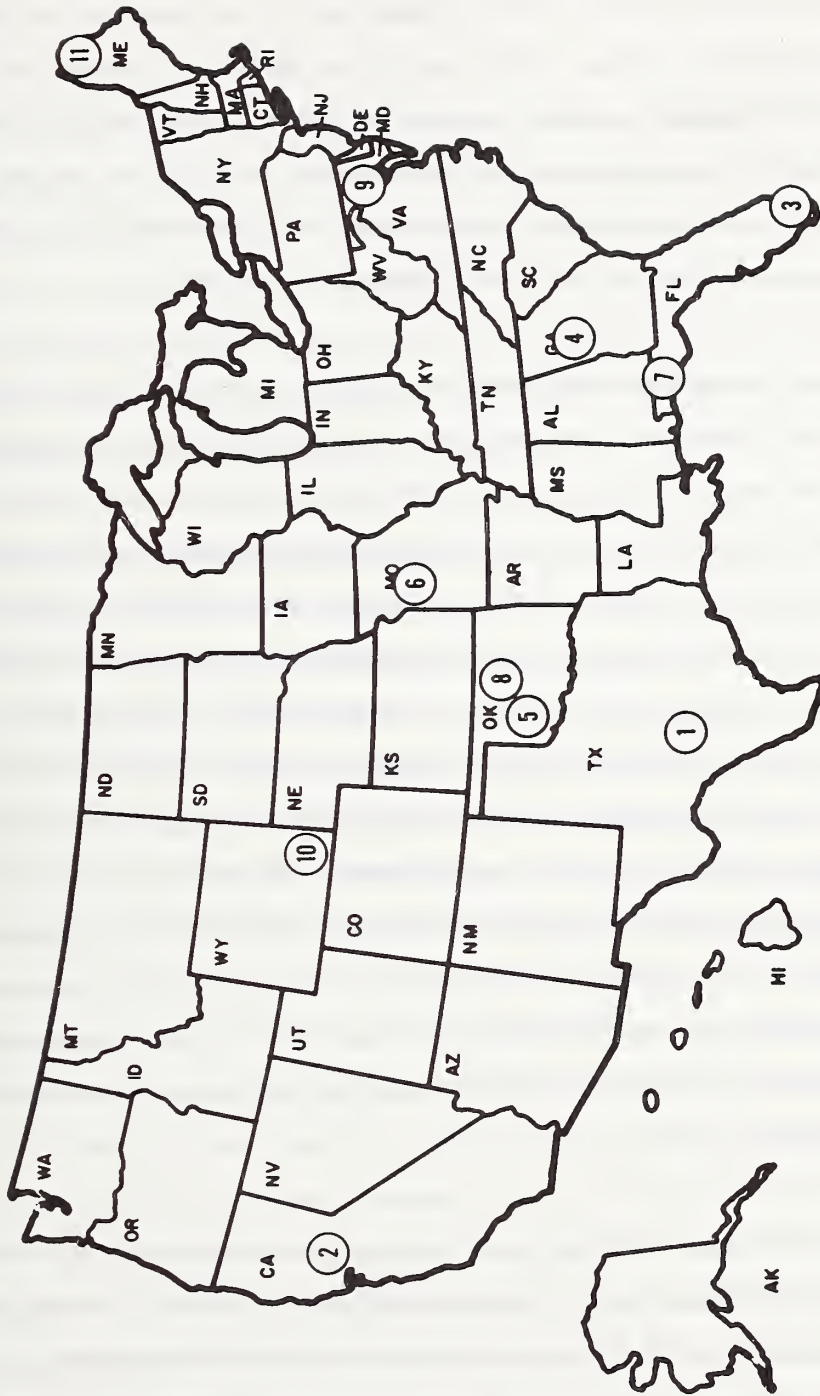 WA
MT
ND
MN
ME
11
VT
NH
MA
RI
CT
NY
OR
ID
SD
WI
MI
NJ
PA
DE
MD
WY
10
NE
IA
IL
IN
OH
WV
9
VA
NV
UT
CO
KS
MO
6
KY
CA
2
AZ
NM
OK
8
5
AR
TN
NC
SC
TX
1
LA
MS
AL
GA
4
7
FL
3
AK
HI